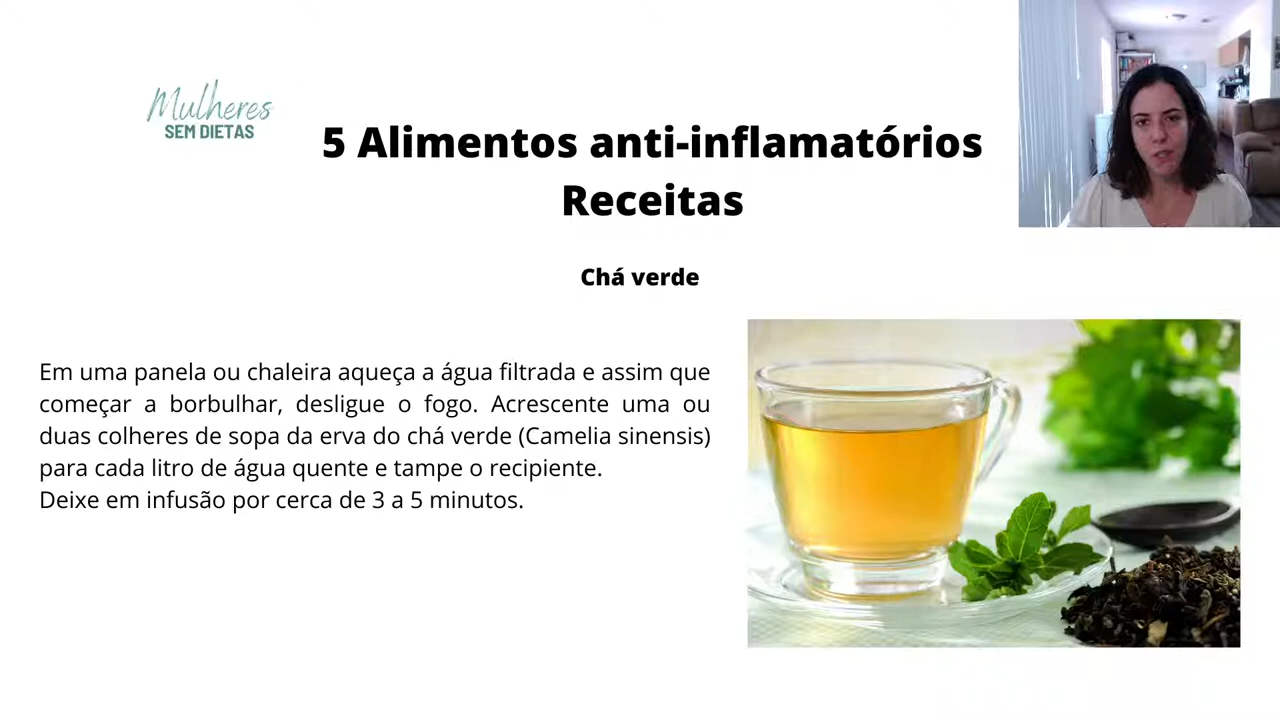 Mulheres
SEM DIETAS
5 Alimentos anti-inflamatórios
Receitas
Chá verde
Em uma panela ou chaleira aqueça a água filtrada e assim que
começar a borbulhar, desligue o fogo. Acrescente uma ou
duas colheres de sopa da erva do chá verde (Camelia sinensis)
para cada litro de água quente e tampe o recipiente.
Deixe em infusão por cerca de 3 a 5 minutos.